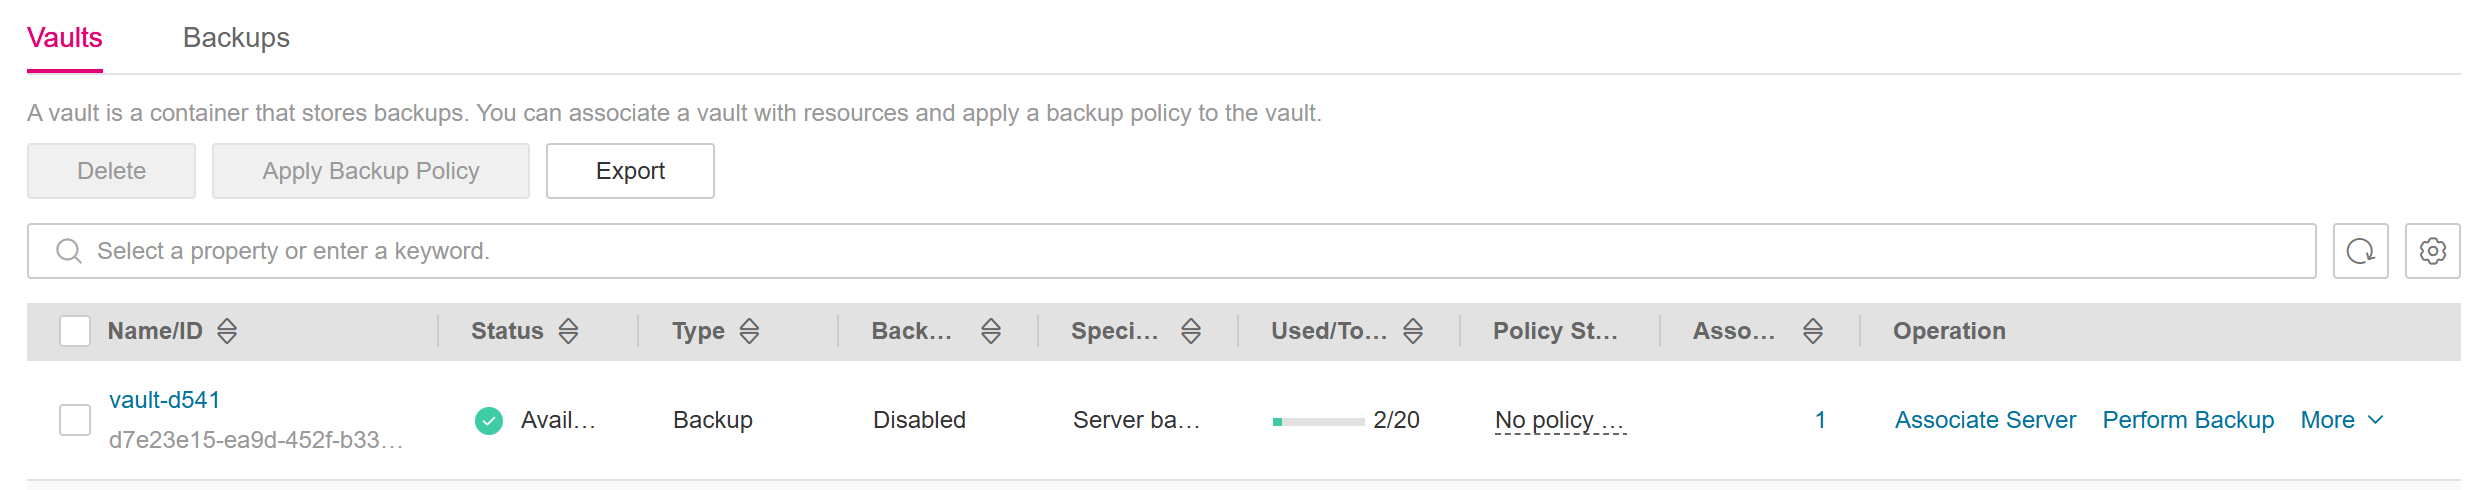 Vaults Backups
A vault is a container that stores backups. You can associate a vault with resources and apply a backup policy to the vault.
Delete Apply Backup Policy Export
Select a property or enter a keyword.
Name/ID Status Type Back... Speci... Used/To... Policy St... Asso... Operation
vault-d541
d7e23e15-ea9d-452f-b33...
Avail... Backup Disabled Server ba... 2/20 No policy ... 1 Associate Server Perform Backup More